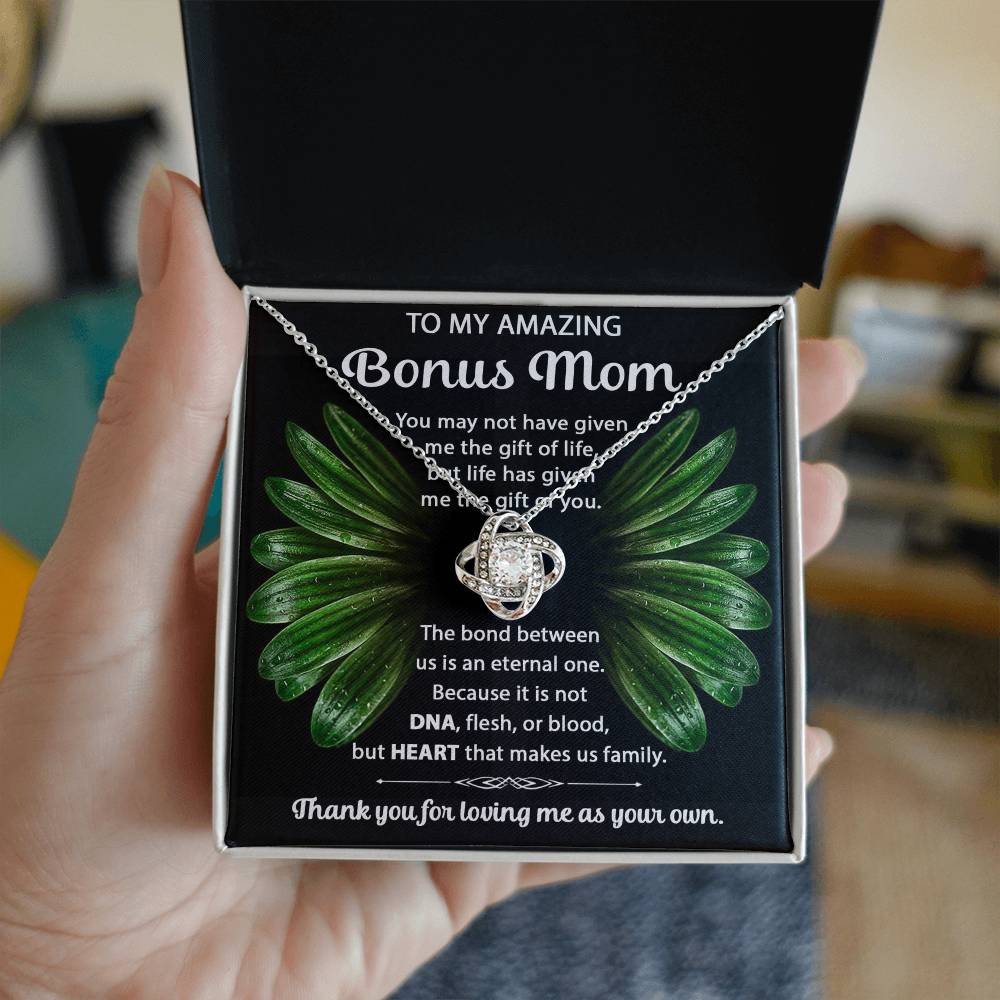 TO MY AMAZING
Bonus Mom
You may not have given
me the gift of life,
but life has given
me the gift of you.
The bond between
us is an eternal one.
Because it is not
DNA, flesh, or blood,
but HEART that makes us family.
Thank you for loving me as your own.